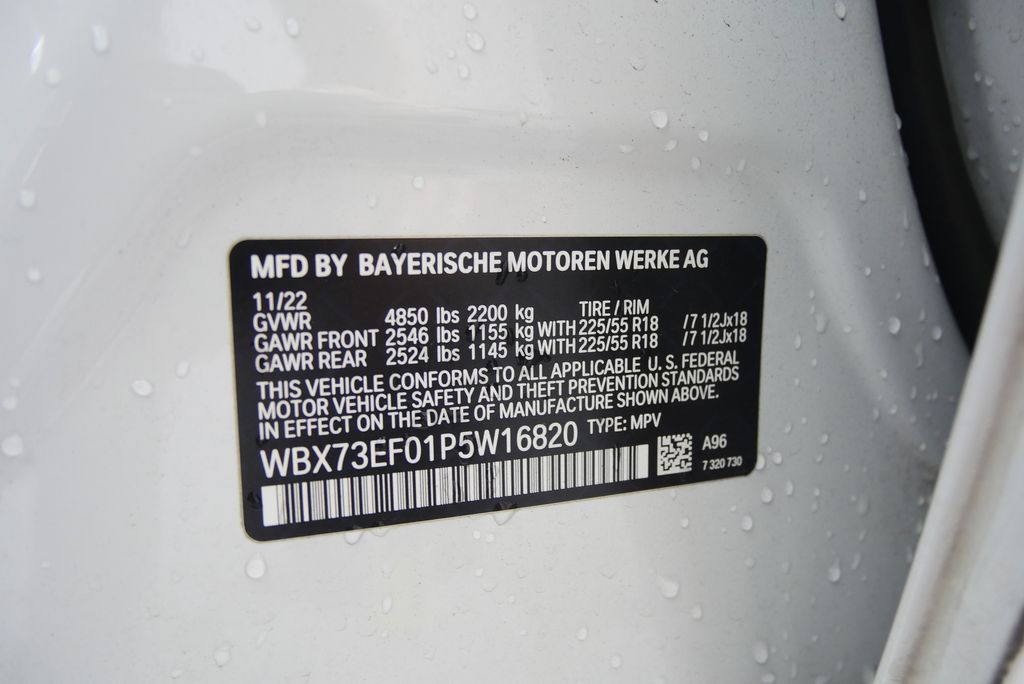 MFD BY BAYERISCHE MOTOREN WERKE AG
11/22 TIRE / RIM
GVWR 4850 lbs 2200 kg
GAWR FRONT 2546 lbs 1155 kg WITH 225/55 R18 /7 1/2Jx18
GAWR REAR 2524 lbs 1145 kg WITH 225/55 R18 /7 1/2Jx18
THIS VEHICLE CONFORMS TO ALL APPLICABLE U.S. FEDERAL
MOTOR VEHICLE SAFETY AND THEFT PREVENTION STANDARDS
IN EFFECT ON THE DATE OF MANUFACTURE SHOWN ABOVE.
WBX73EF01P5W16820 TYPE: MPV
A96
7 320 730